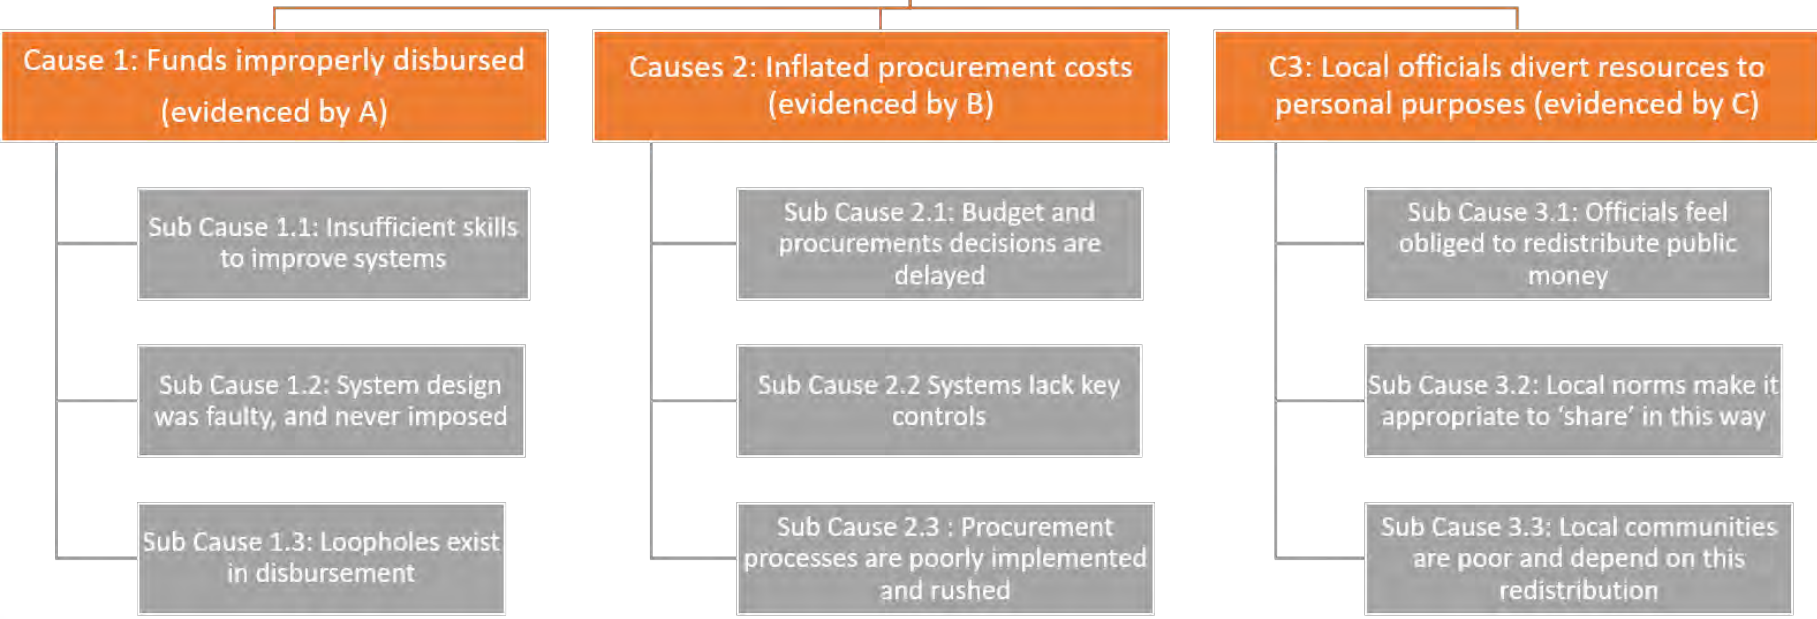 Cause 1: Funds improperly disbursed
(evidenced by A)
Sub Cause 1.1: Insufficient skills
to improve systems
Sub Cause 1.2: System design
was faulty, and never imposed
Sub Cause 1.3: Loopholes exist
in disbursement
Causes 2: Inflated procurement costs
(evidenced by B)
Sub Cause 2.1: Budget and
procurements decisions are
delayed
Sub Cause 2.2 Systems lack key
controls
Sub Cause 2.3 : Procurement
processes are poorly implemented
and rushed
C3: Local officials divert resources to
personal purposes (evidenced by C)
Sub Cause 3.1: Officials feel
obliged to redistribute public
money
Sub Cause 3.2: Local norms make it
appropriate to ‘share’ in this way
Sub Cause 3.3: Local communities
are poor and depend on this
redistribution